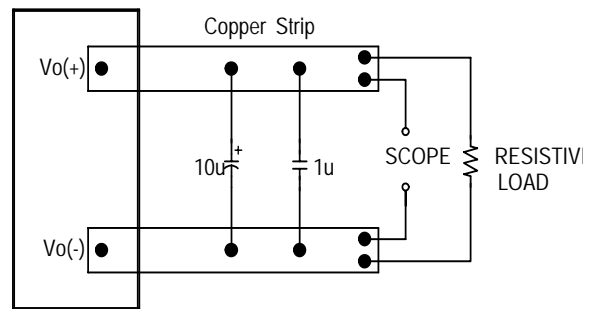 Copper Strip
Vo(+)
+
10u
1u
SCOPE
RESISTIV
LOAD
Vo(-)